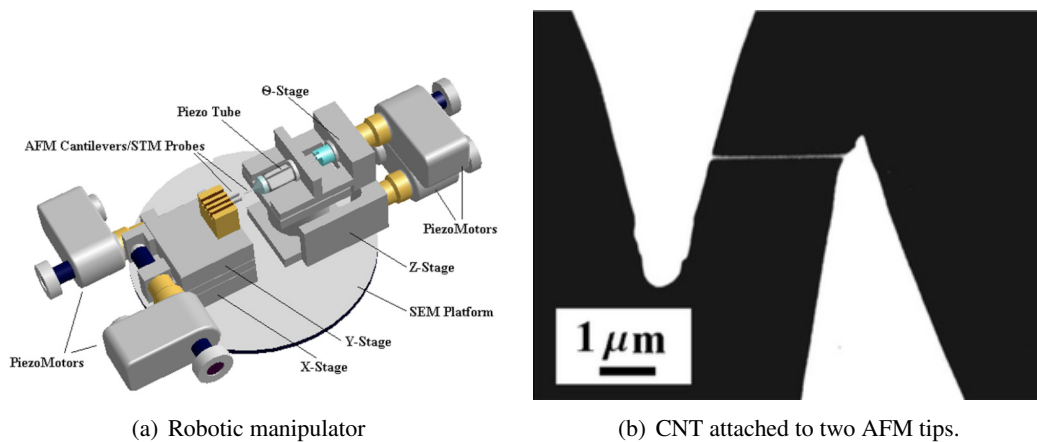 Θ-Stage
Piezo Tube
AFM Cantilevers/STM Probes
PiezoMotors
Z-Stage
SEM Platform
Y-Stage
PiezoMotors
X-Stage
1 μm
(a) Robotic manipulator
(b) CNT attached to two AFM tips.